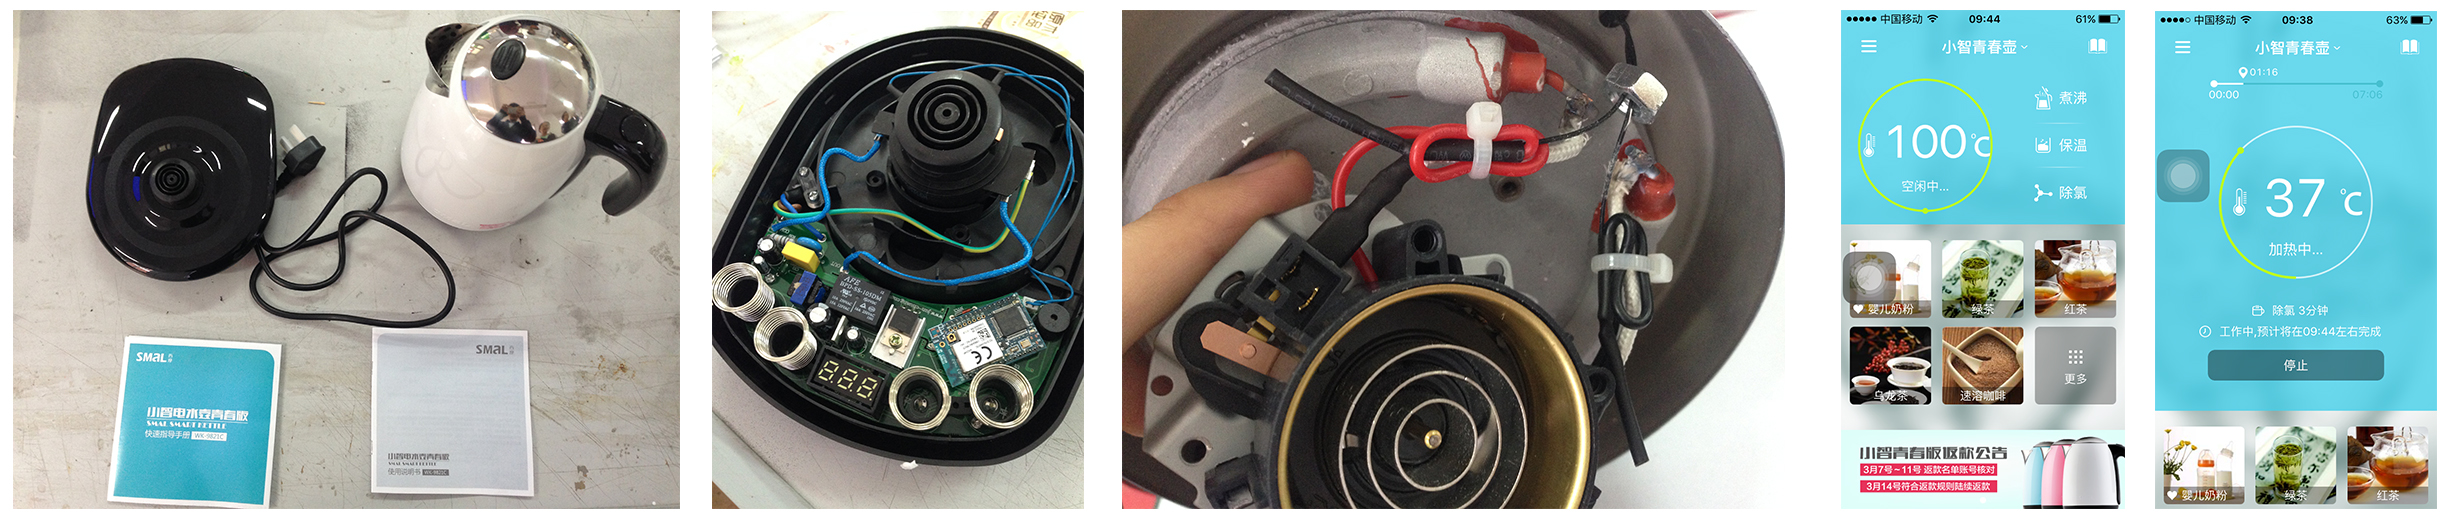 SMAL
小智电水壶青春版
SMAL SMART KETTLE
快速指导手册 WK-9821C
SMAL
小智电水壶青春版
SMAL SMART KETTLE
使用说明书 WK-9821C
中国移动
09:44
61%
小智青春壶
100℃
空闲中...
煮沸
保温
除氯
婴儿奶粉
绿茶
红茶
乌龙茶
速溶咖啡
更多
小智青春版返款公告
3月7号~11号 返款名单账号核对
3月14号符合返款规则陆续返款
中国移动
09:38
63%
小智青春壶
01:16
00:00
07:06
37℃
加热中...
除氯 3分钟
工作中,预计将在09:44左右完成
停止
婴儿奶粉
绿茶
红茶